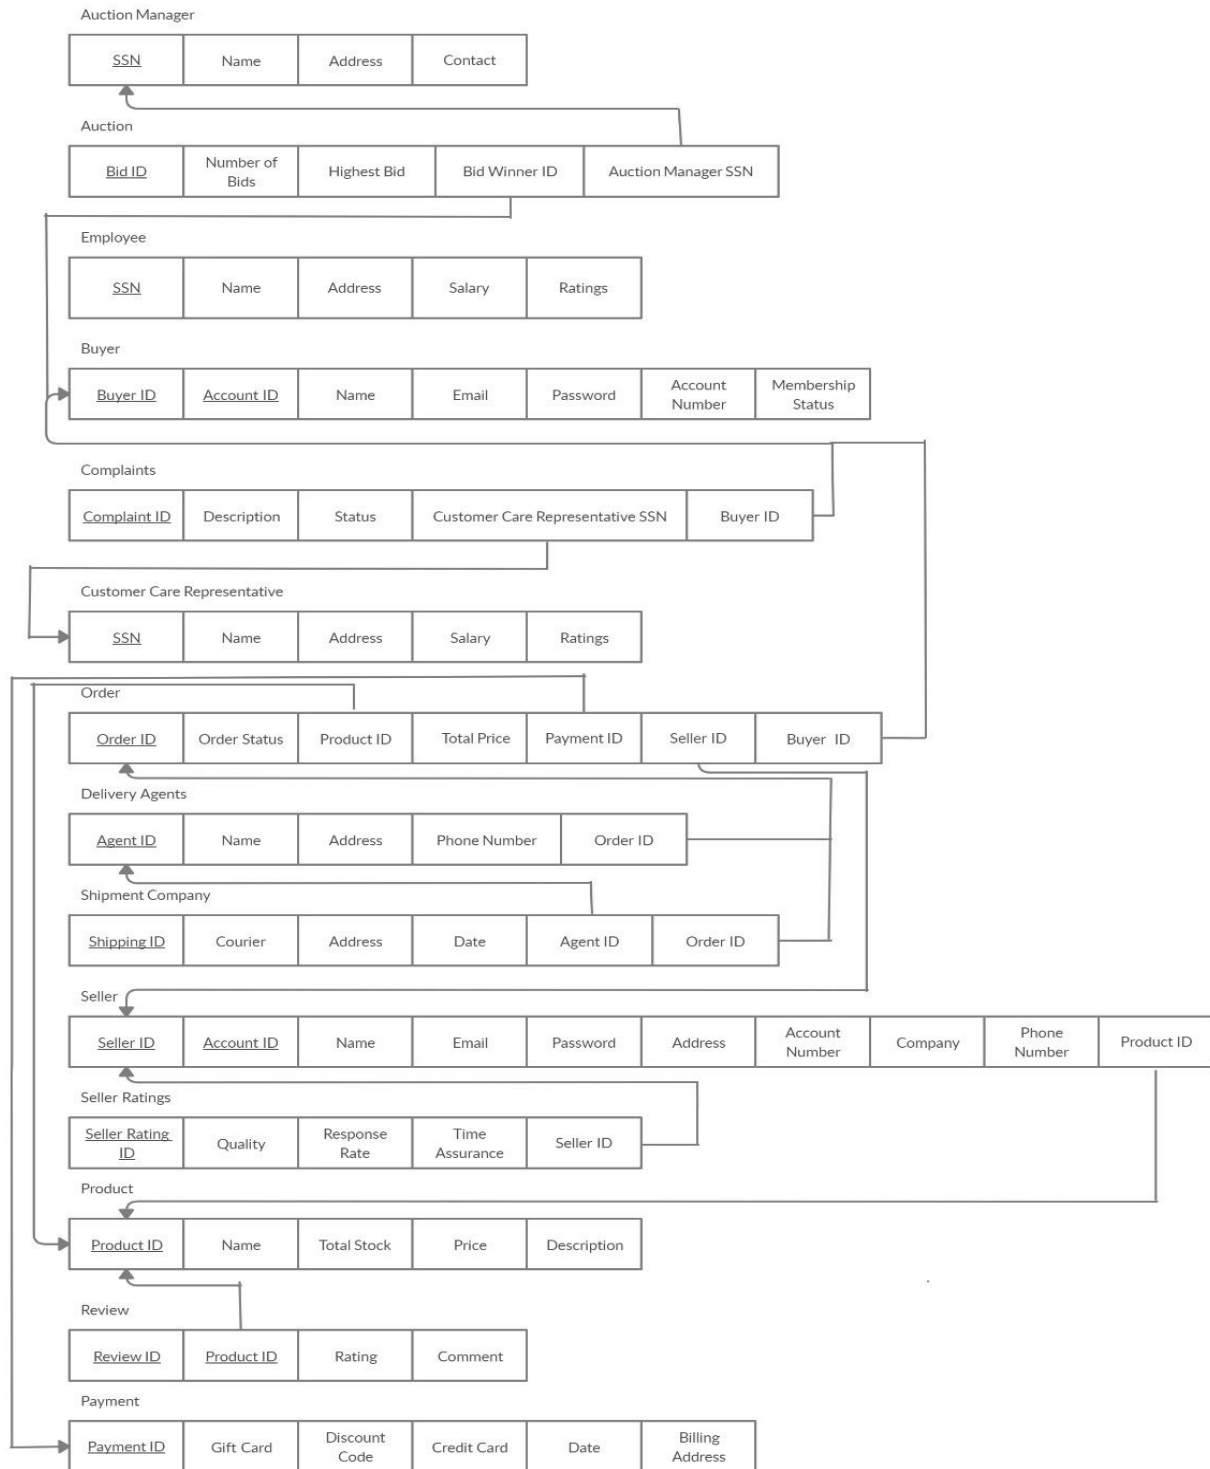 Auction Manager
SSN Name Address Contact
Auction
Bid ID Number of Bids Highest Bid Bid Winner ID Auction Manager SSN
Employee
SSN Name Address Salary Ratings
Buyer
Buyer ID Account ID Name Email Password Account Number Membership Status
Complaints
Complaint ID Description Status Customer Care Representative SSN Buyer ID
Customer Care Representative
SSN Name Address Salary Ratings
Order
Order ID Order Status Product ID Total Price Payment ID Seller ID Buyer ID
Delivery Agents
Agent ID Name Address Phone Number Order ID
Shipment Company
Shipping ID Courier Address Date Agent ID Order ID
Seller
Seller ID Account ID Name Email Password Address Account Number Company Phone Number Product ID
Seller Ratings
Seller Rating ID Quality Response Rate Time Assurance Seller ID
Product
Product ID Name Total Stock Price Description
Review
Review ID Product ID Rating Comment
Payment
Payment ID Gift Card Discount Code Credit Card Date Billing Address